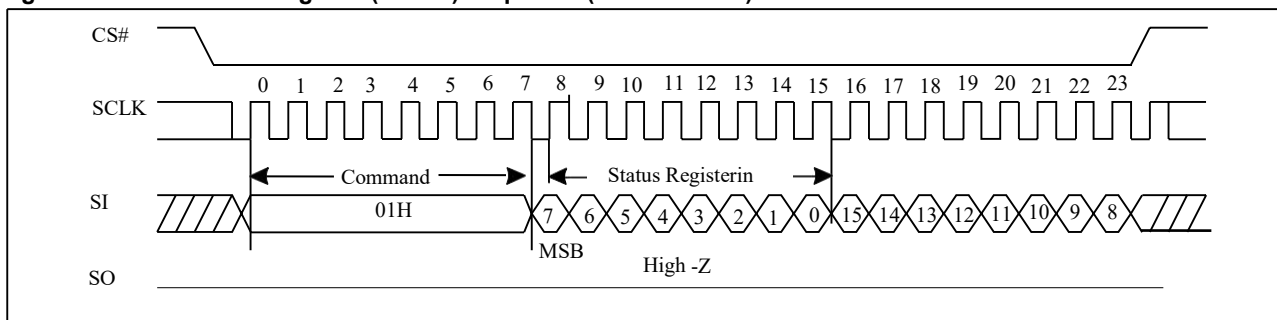 CS#
0 1 2 3 4 5 6 7 8 9 10 11 12 13 14 15 16 17 18 19 20 21 22 23
SCLK
Command
Status Registerin
SI
01H
7 6 5 4 3 2 1 0 15 14 13 12 11 10 9 8
MSB
High -Z
SO